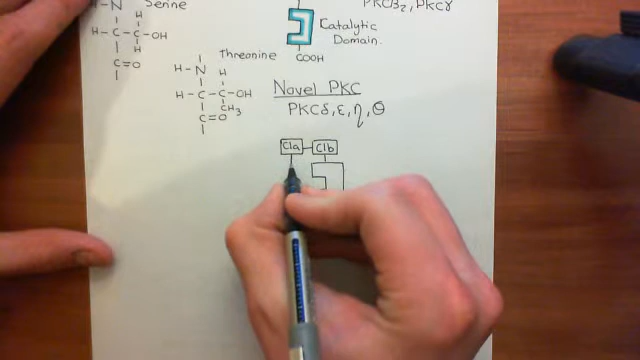 Serine
H-N
H
H-C-C-OH
H
C=O
Threonine
H-N
H
H-C-C-OH
CH3
C=O
PKCβ2, PKCγ
Catalytic
Domain.
COOH
Novel PKC
PKCδ, ε, η, θ
C1a
C1b